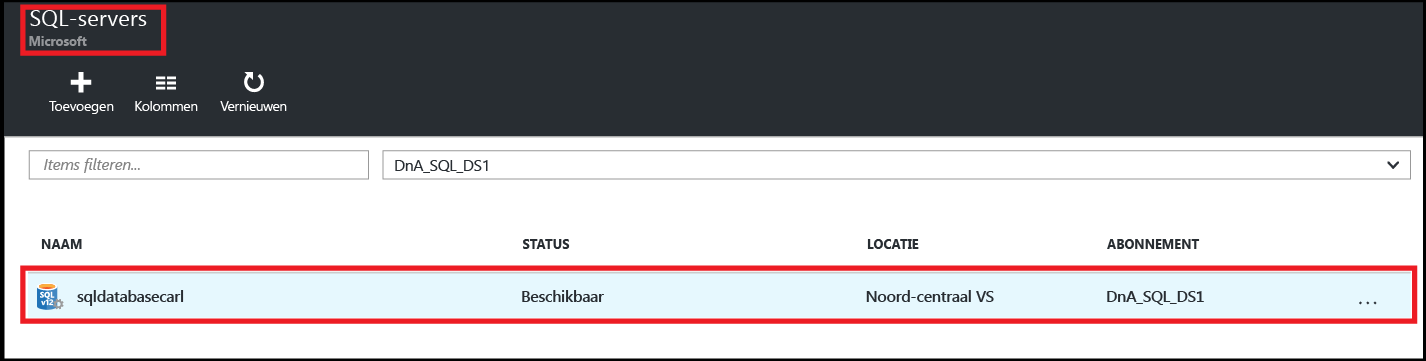 SQL-servers
Microsoft
Toevoegen Kolommen Vernieuwen
Items filteren... DnA_SQL_DS1
NAAM STATUS LOCATIE ABONNEMENT
SQL
v12
sqldatabasecarl Beschikbaar Noord-centraal VS DnA_SQL_DS1 ...